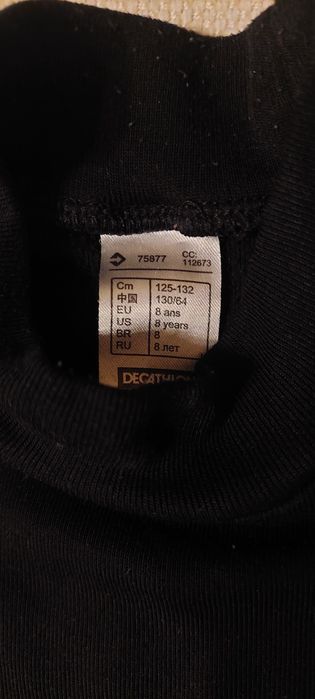 75877 CC: 112673
Cm 125-132
中国 130/64
EU 8 ans
US 8 years
BR 8
RU 8 лет
DECATHLON